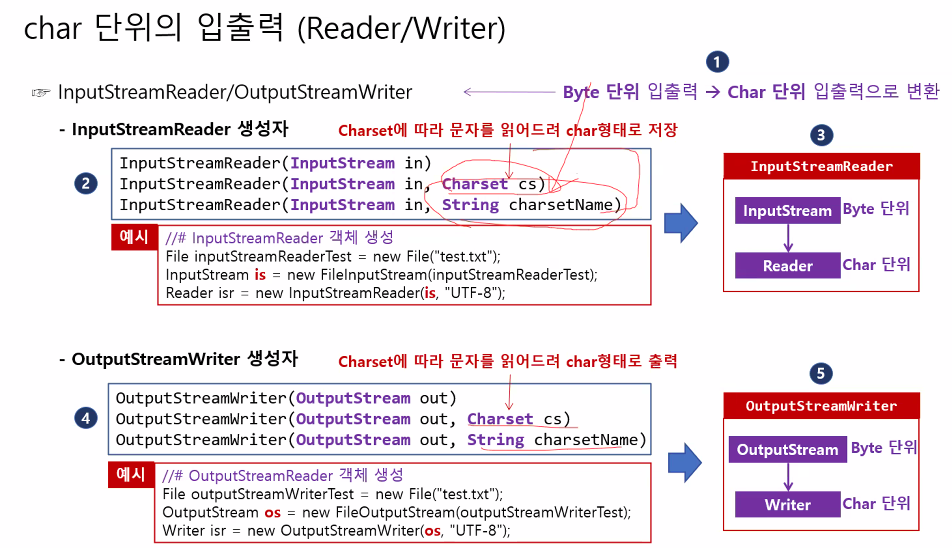 char 단위의 입출력 (Reader/Writer)
1
☞ InputStreamReader/OutputStreamWriter
Byte 단위 입출력 → Char 단위 입출력으로 변환
- InputStreamReader 생성자
Charset에 따라 문자를 읽어드려 char형태로 저장
2
InputStreamReader(InputStream in)
InputStreamReader(InputStream in, Charset cs)
InputStreamReader(InputStream in, String charsetName)
예시
//# InputStreamReader 객체 생성
File inputStreamReaderTest = new File("test.txt");
InputStream is = new FileInputStream(inputStreamReaderTest);
Reader isr = new InputStreamReader(is, "UTF-8");
3
InputStreamReader
InputStream Byte 단위
Reader Char 단위
- OutputStreamWriter 생성자
Charset에 따라 문자를 읽어드려 char형태로 출력
4
OutputStreamWriter(OutputStream out)
OutputStreamWriter(OutputStream out, Charset cs)
OutputStreamWriter(OutputStream out, String charsetName)
예시
//# OutputStreamReader 객체 생성
File outputStreamWriterTest = new File("test.txt");
OutputStream os = new FileOutputStream(outputStreamWriterTest);
Writer isr = new OutputStreamWriter(os, "UTF-8");
5
OutputStreamWriter
OutputStream Byte 단위
Writer Char 단위